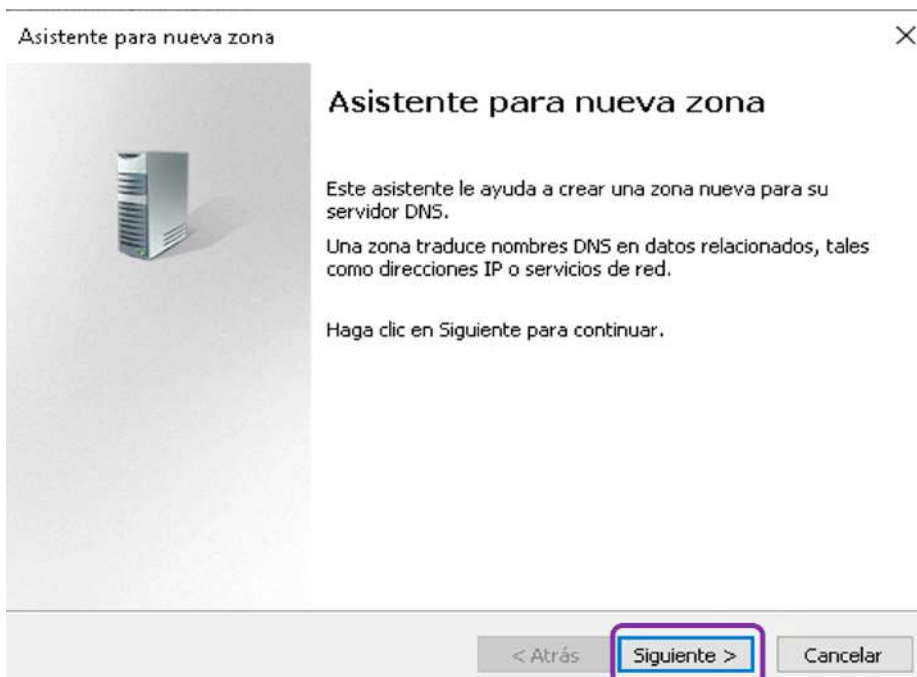 Asistente para nueva zona
Asistente para nueva zona
Este asistente le ayuda a crear una zona nueva para su
servidor DNS.
Una zona traduce nombres DNS en datos relacionados, tales
como direcciones IP o servicios de red.
Haga clic en Siguiente para continuar.
< Atrás
Siguiente >
Cancelar